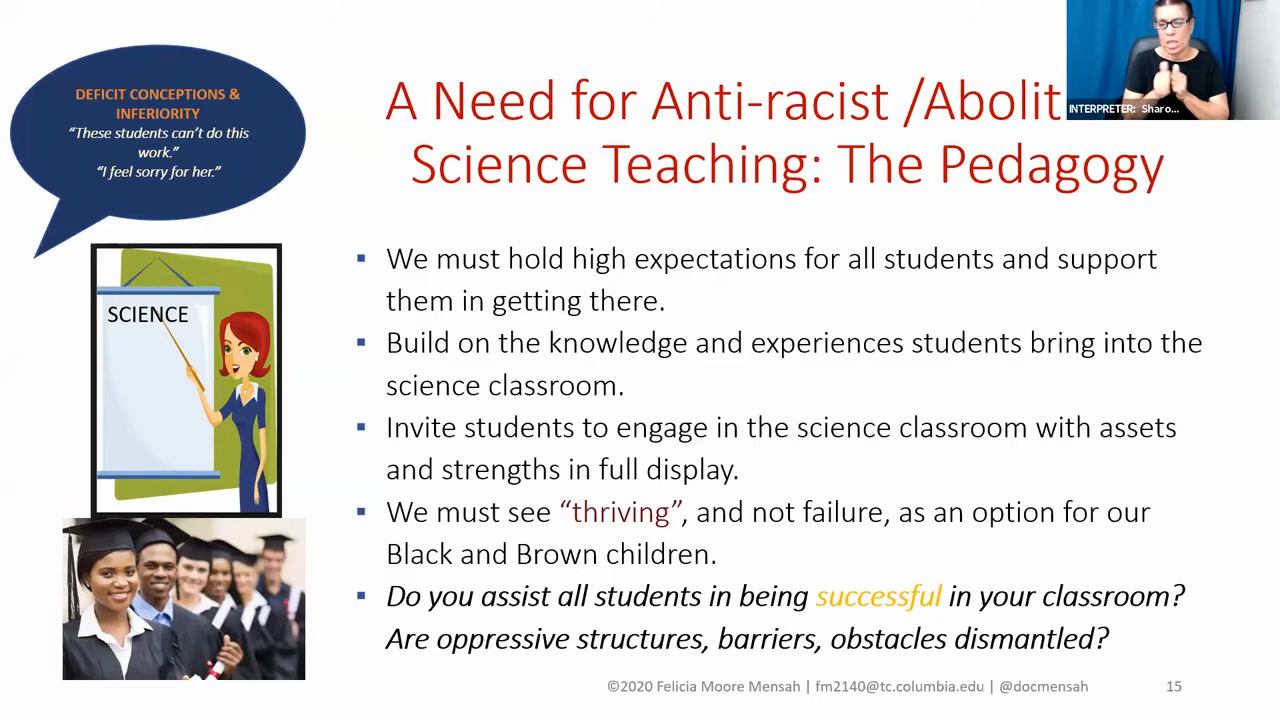 DEFICIT CONCEPTIONS &
INFERIORITY
“These students can’t do this
work.”
“I feel sorry for her.”
A Need for Anti-racist /Abolit
Science Teaching: The Pedagogy
INTERPRETER: Sharo...
SCIENCE
▪ We must hold high expectations for all students and support
them in getting there.
▪ Build on the knowledge and experiences students bring into the
science classroom.
▪ Invite students to engage in the science classroom with assets
and strengths in full display.
▪ We must see “thriving”, and not failure, as an option for our
Black and Brown children.
▪ Do you assist all students in being successful in your classroom?
Are oppressive structures, barriers, obstacles dismantled?
©2020 Felicia Moore Mensah | fm2140@tc.columbia.edu | @docmensah
15